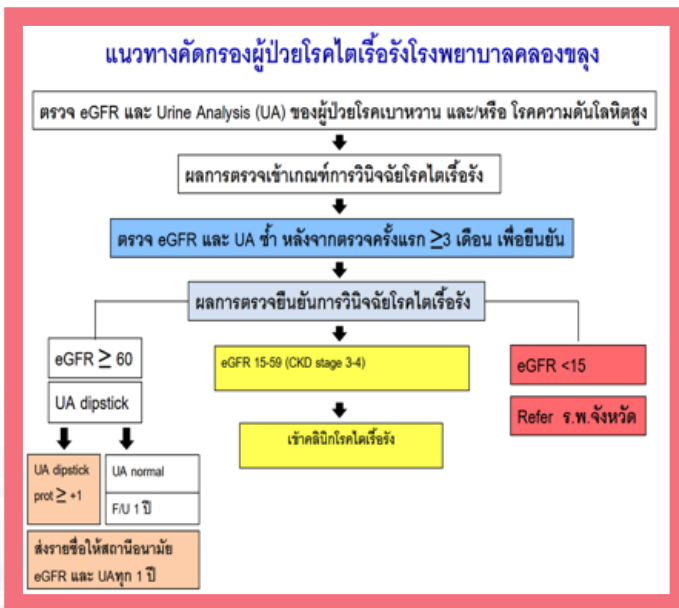 แนวทางคัดกรองผู้ป่วยโรคไตเรื้อรังโรงพยาบาลคลองขลุง
ตรวจ eGFR และ Urine Analysis (UA) ของผู้ป่วยโรคเบาหวาน และ/หรือ โรคความดันโลหิตสูง
ผลการตรวจเข้าเกณฑ์การวินิจฉัยโรคไตเรื้อรัง
ตรวจ eGFR และ UA ซ้ำ หลังจากตรวจครั้งแรก ≥3 เดือน เพื่อยืนยัน
ผลการตรวจยืนยันการวินิจฉัยโรคไตเรื้อรัง
eGFR ≥ 60
UA dipstick
UA dipstick
prot ≥ +1
UA normal
F/U 1 ปี
ส่งรายชื่อให้สถานีอนามัย
eGFR และ UAทุก 1 ปี
eGFR 15-59 (CKD stage 3-4)
เข้าคลินิกโรคไตเรื้อรัง
eGFR <15
Refer ร.พ.จังหวัด